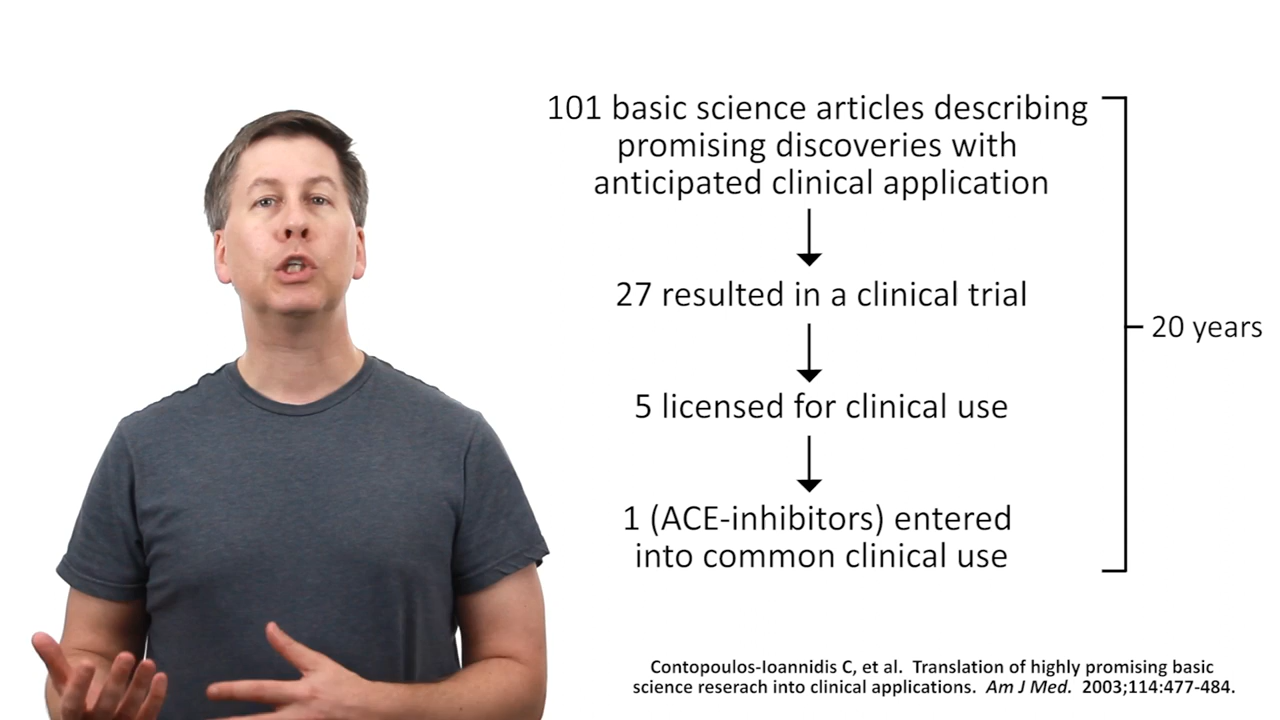 101 basic science articles describing
promising discoveries with
anticipated clinical application
27 resulted in a clinical trial
5 licensed for clinical use
1 (ACE-inhibitors) entered
into common clinical use
20 years
Contopoulos-Ioannidis C, et al. Translation of highly promising basic
science reserach into clinical applications. Am J Med. 2003;114:477-484.